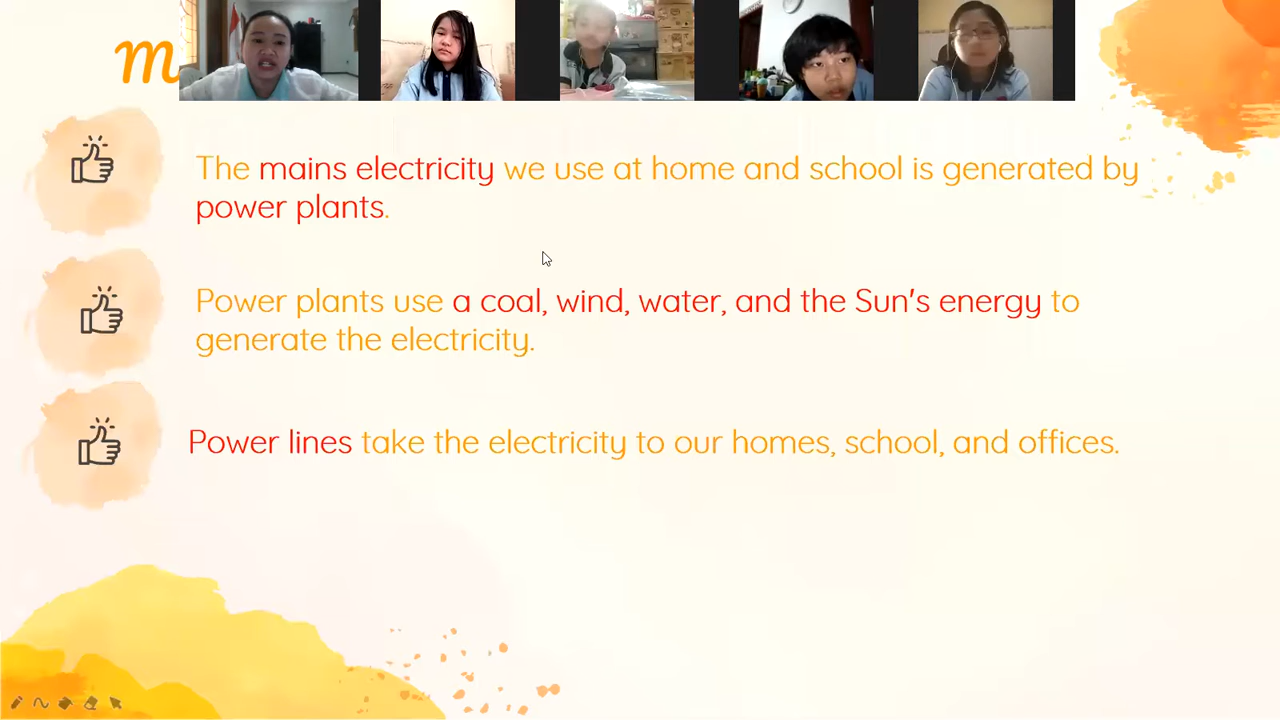 m
The mains electricity we use at home and school is generated by
power plants.
Power plants use a coal, wind, water, and the Sun's energy to
generate the electricity.
Power lines take the electricity to our homes, school, and offices.